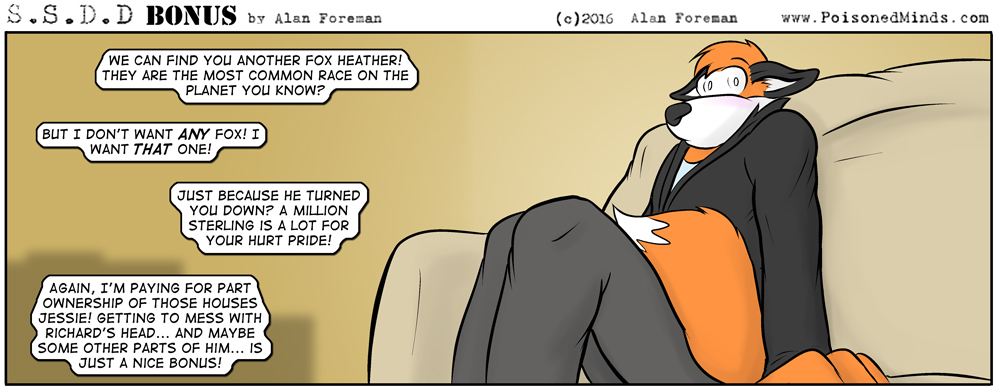 S.S.D.D BONUS by Alan Foreman (c)2016 Alan Foreman www.PoisonedMinds.com
WE CAN FIND YOU ANOTHER FOX HEATHER!
THEY ARE THE MOST COMMON RACE ON THE
PLANET YOU KNOW?
BUT I DON'T WANT ANY FOX! I
WANT THAT ONE!
JUST BECAUSE HE TURNED
YOU DOWN? A MILLION
STERLING IS A LOT FOR
YOUR HURT PRIDE!
AGAIN, I'M PAYING FOR PART
OWNERSHIP OF THOSE HOUSES
JESSIE! GETTING TO MESS WITH
RICHARD'S HEAD... AND MAYBE
SOME OTHER PARTS OF HIM... IS
JUST A NICE BONUS!